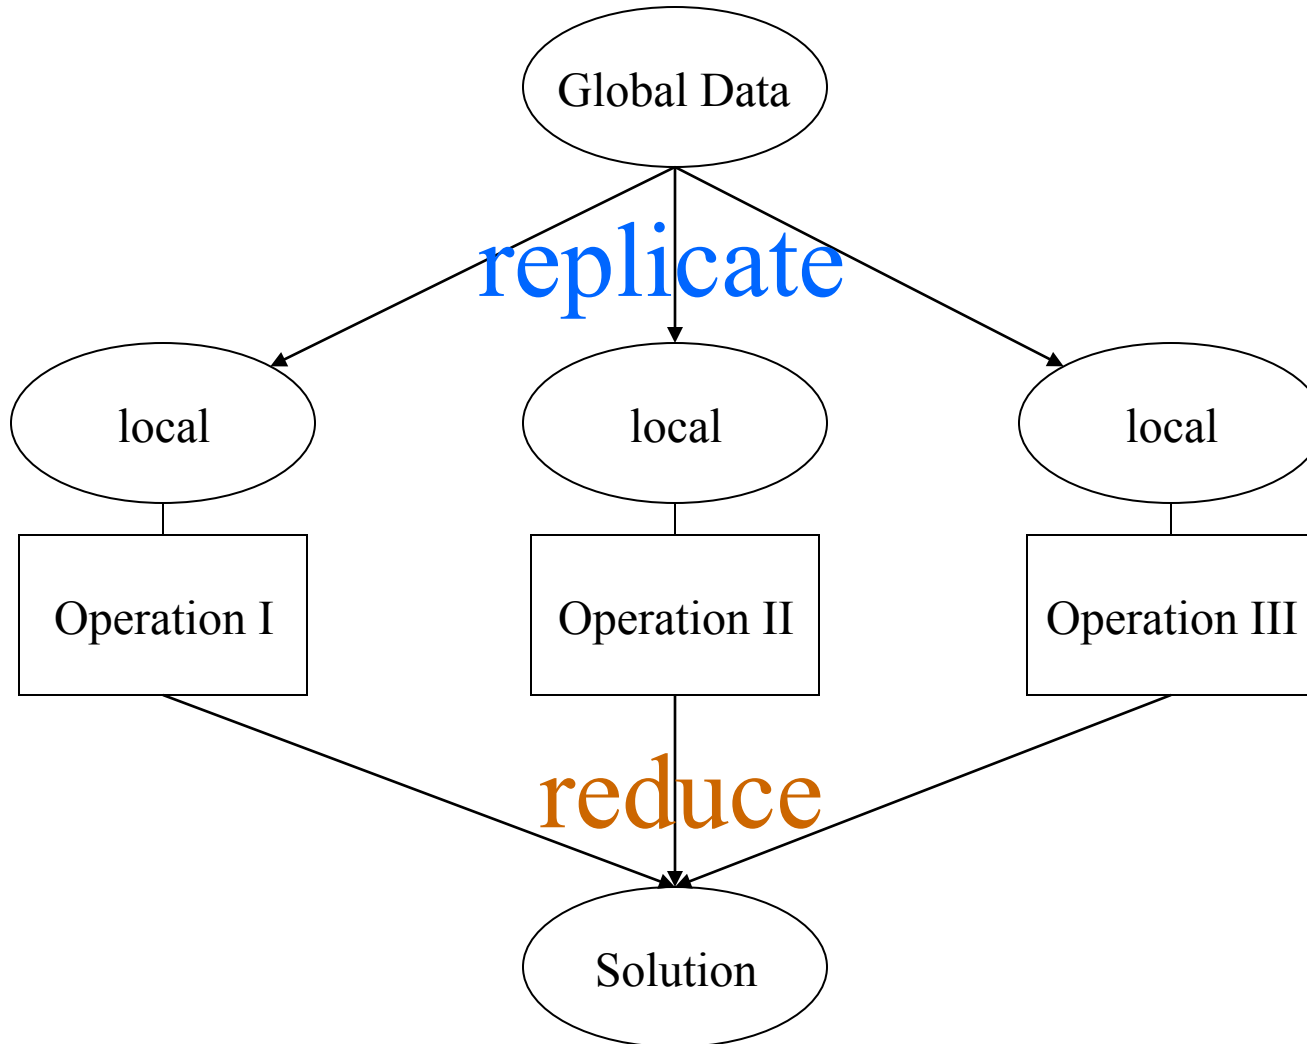 Global Data
replicate
local
local
local
Operation I
Operation II
Operation III
reduce
Solution